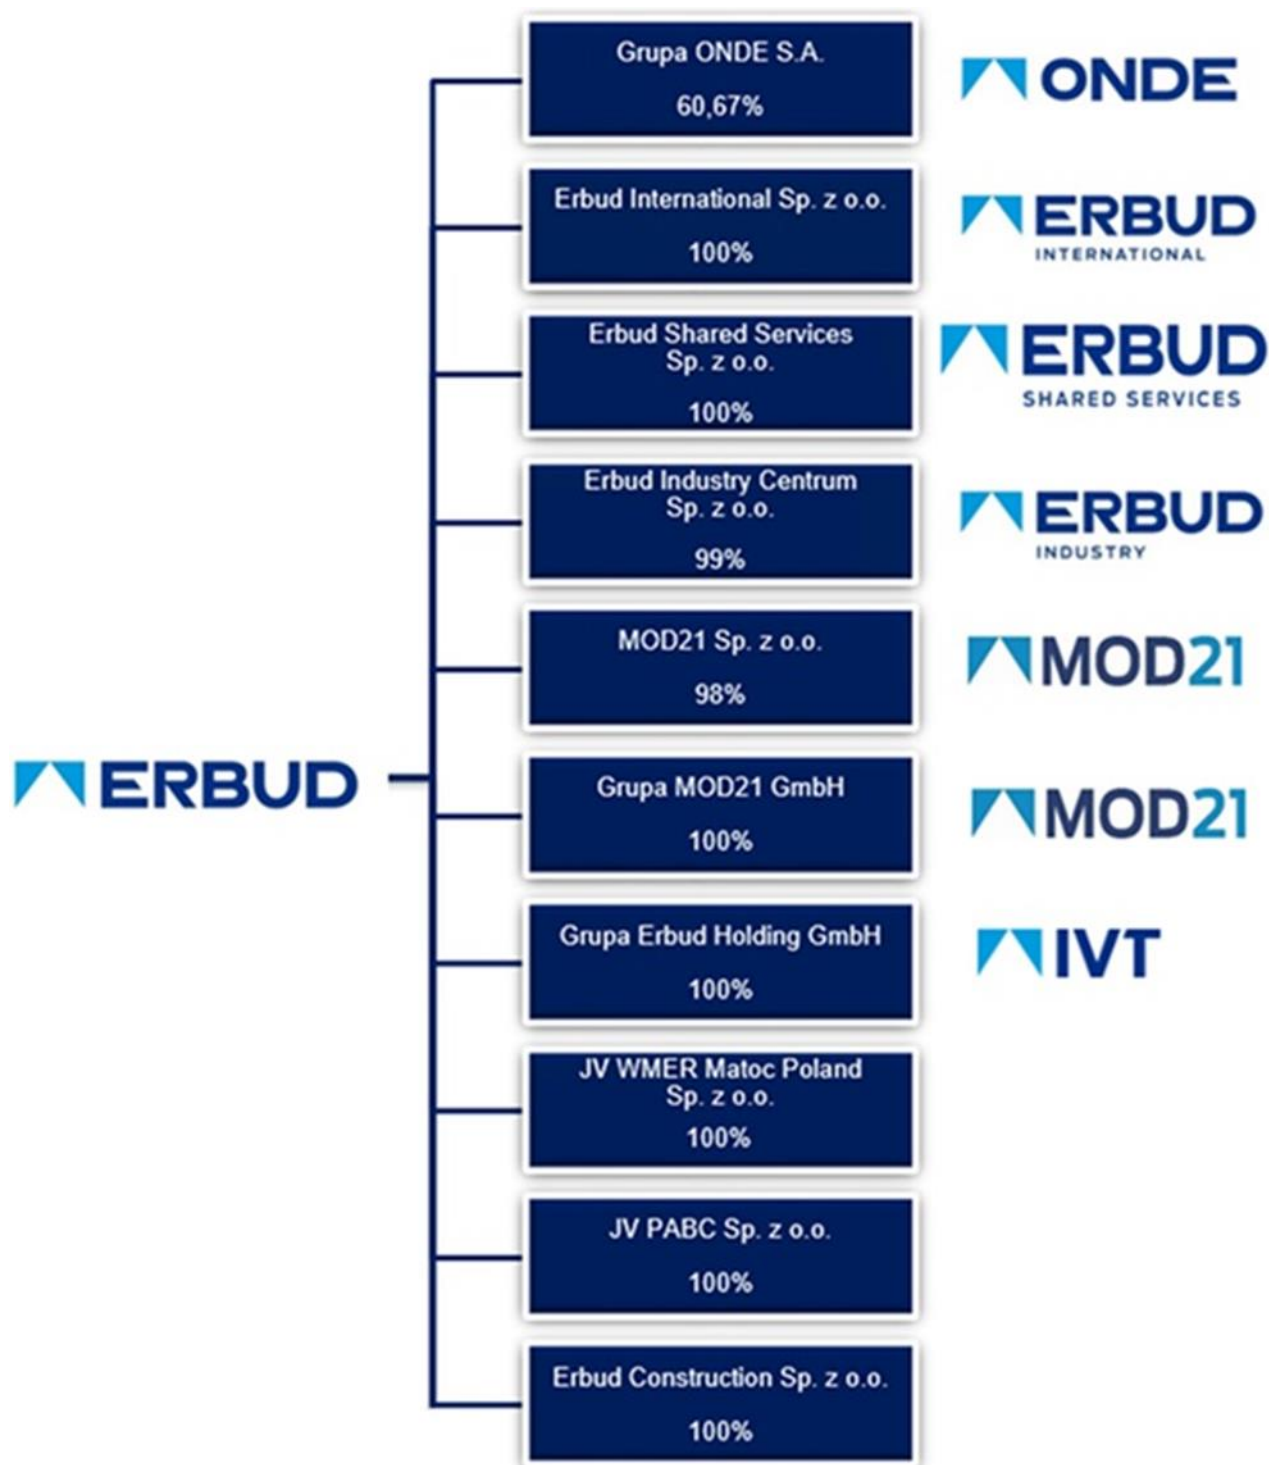 Grupa ONDE S.A.
60,67%
ONDE
Erbud International Sp. z o.o.
100%
ERBUD
INTERNATIONAL
Erbud Shared Services
Sp. z o.o.
100%
ERBUD
SHARED SERVICES
Erbud Industry Centrum
Sp. z o.o.
99%
ERBUD
INDUSTRY
MOD21 Sp. z o.o.
98%
MOD21
ERBUD
Grupa MOD21 GmbH
100%
MOD21
Grupa Erbud Holding GmbH
100%
IVT
JV WMER Matoc Poland
Sp. z o.o.
100%
JV PABC Sp. z o.o.
100%
Erbud Construction Sp. z o.o.
100%